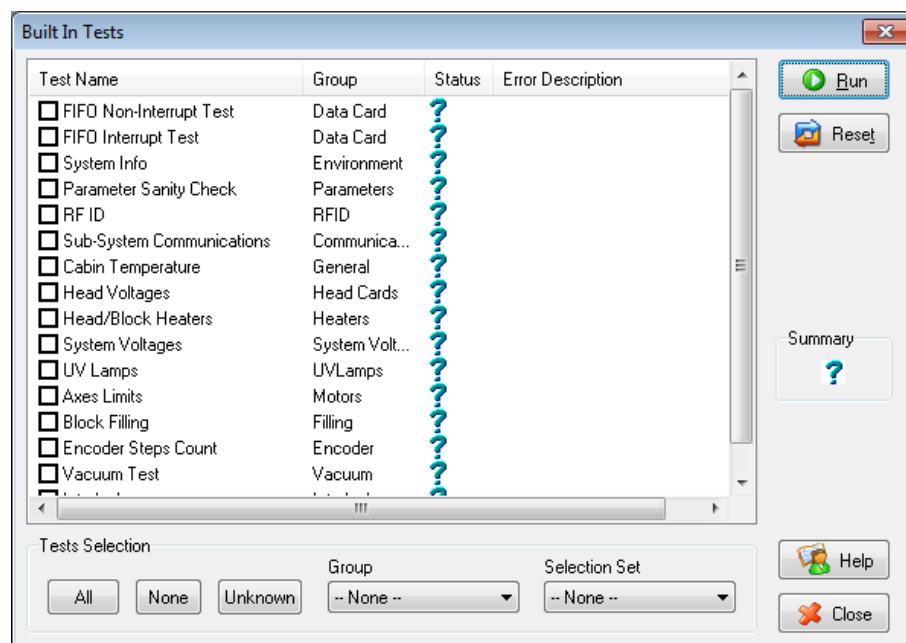 Built In Tests
Test Name Group Status Error Description
FIFO Non-Interrupt Test Data Card
FIFO Interrupt Test Data Card
System Info Environment
Parameter Sanity Check Parameters
RF ID RFID
Sub-System Communications Communica...
Cabin Temperature General
Head Voltages Head Cards
Head/Block Heaters Heaters
System Voltages System Volt...
UV Lamps UVLamps
Axes Limits Motors
Block Filling Filling
Encoder Steps Count Encoder
Vacuum Test Vacuum
Run
Reset
Summary
Tests Selection
All None Unknown
Group
-- None --
Selection Set
-- None --
Help
Close